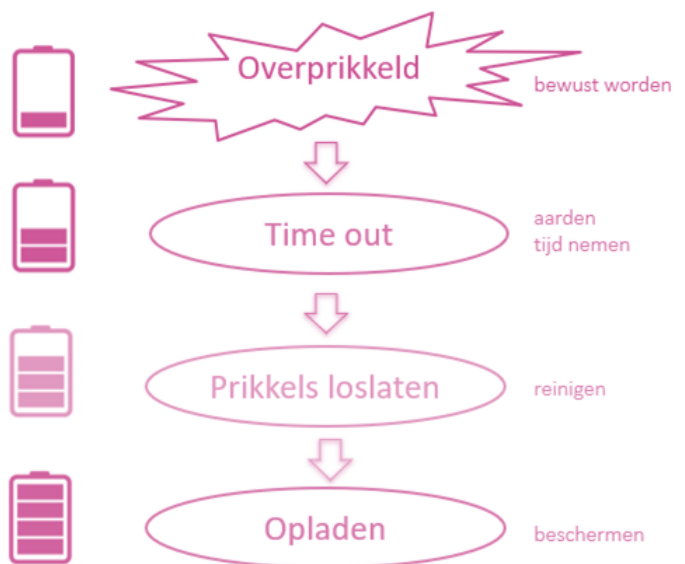 Overprikkeld
bewust worden
Time out
aarden
tijd nemen
Prikkels loslaten
reinigen
Opladen
beschermen